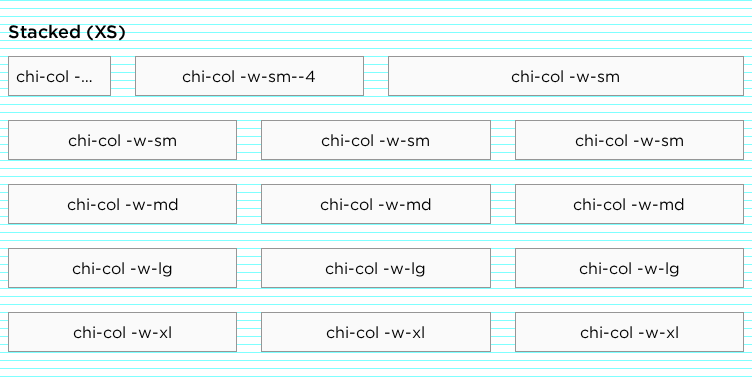 Stacked (XS)
chi-col -... chi-col -w-sm--4 chi-col -w-sm
chi-col -w-sm chi-col -w-sm chi-col -w-sm
chi-col -w-md chi-col -w-md chi-col -w-md
chi-col -w-lg chi-col -w-lg chi-col -w-lg
chi-col -w-xl chi-col -w-xl chi-col -w-xl